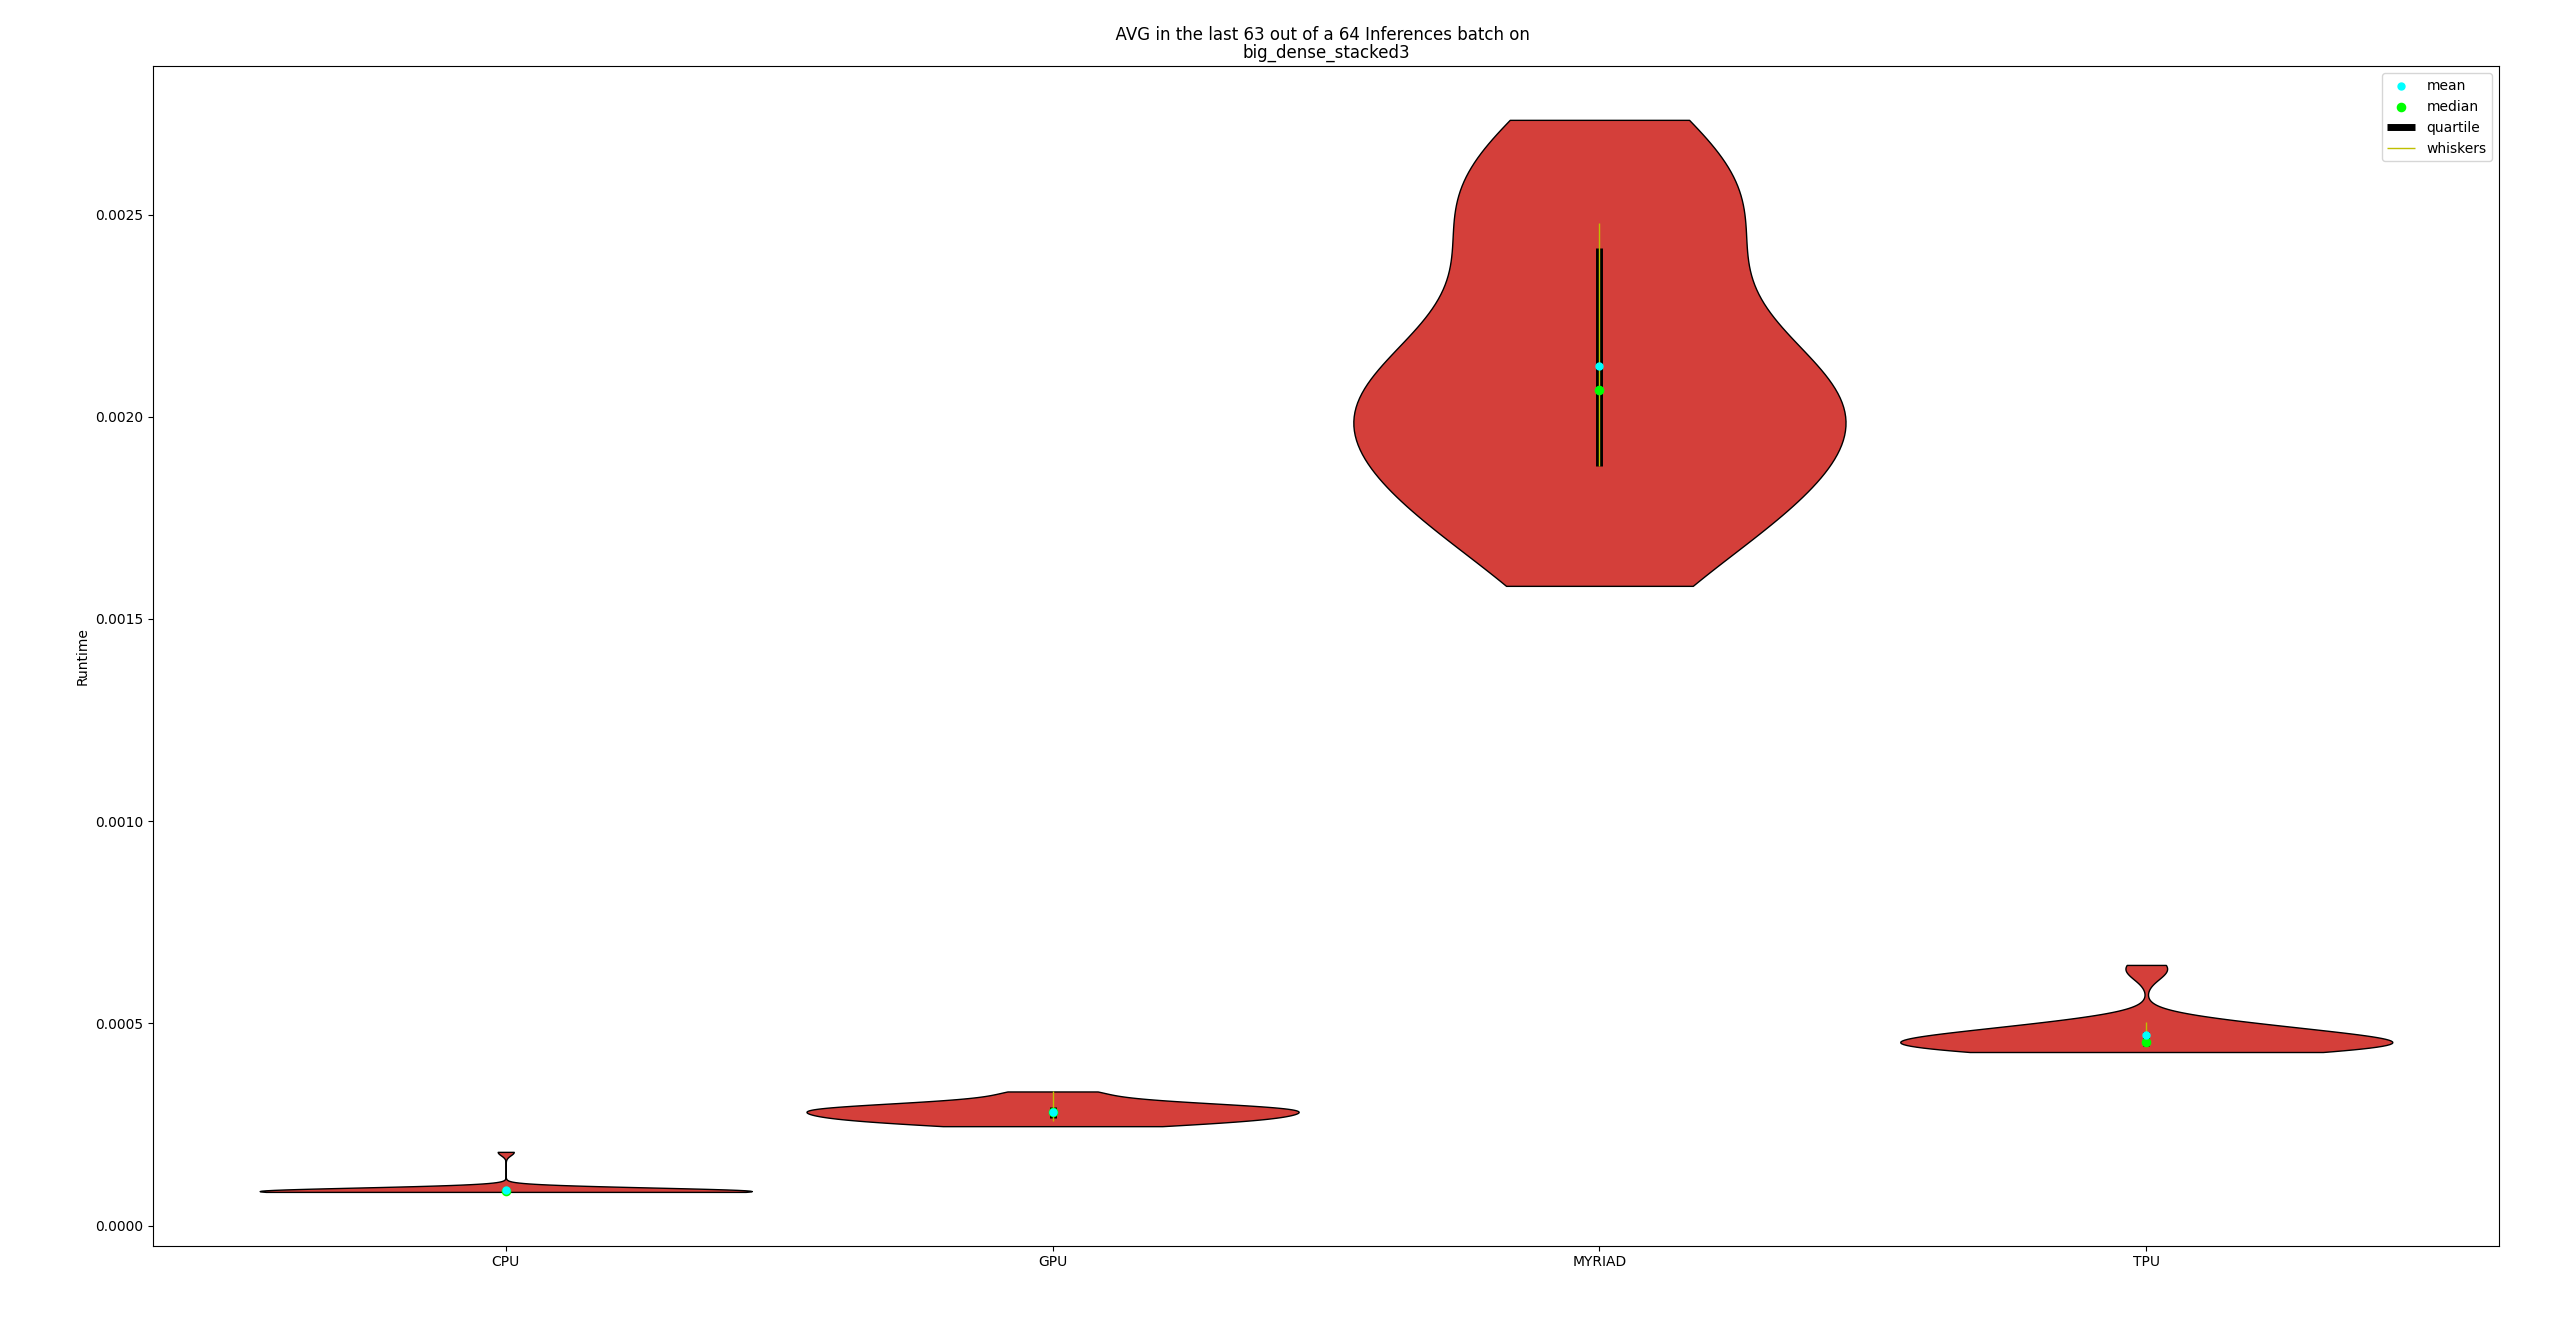 AVG in the last 63 out of a 64 Inferences batch on
big_dense_stacked3
mean
median
quartile
whiskers
0.0025
0.0020
0.0015
0.0010
0.0005
0.0000
Runtime
CPU
GPU
MYRIAD
TPU